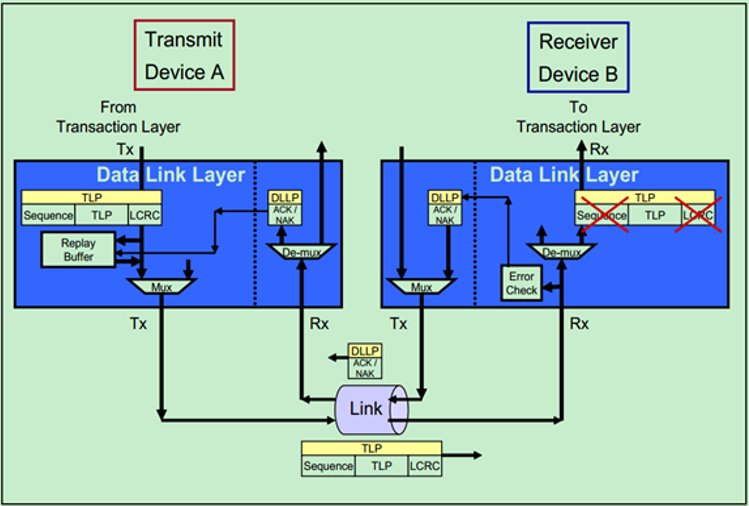 Transmit
Device A
Receiver
Device B
From
Transaction Layer
To
Transaction Layer
Tx
Rx
Data Link Layer
Data Link Layer
TLP
Sequence TLP LCRC
DLLP
ACK /
NAK
DLLP
ACK /
NAK
TLP
Sequence TLP LCRC
Replay
Buffer
De-mux
De-mux
Mux
Mux
Error
Check
Tx
Rx
Tx
Rx
DLLP
ACK /
NAK
Link
TLP
Sequence TLP LCRC